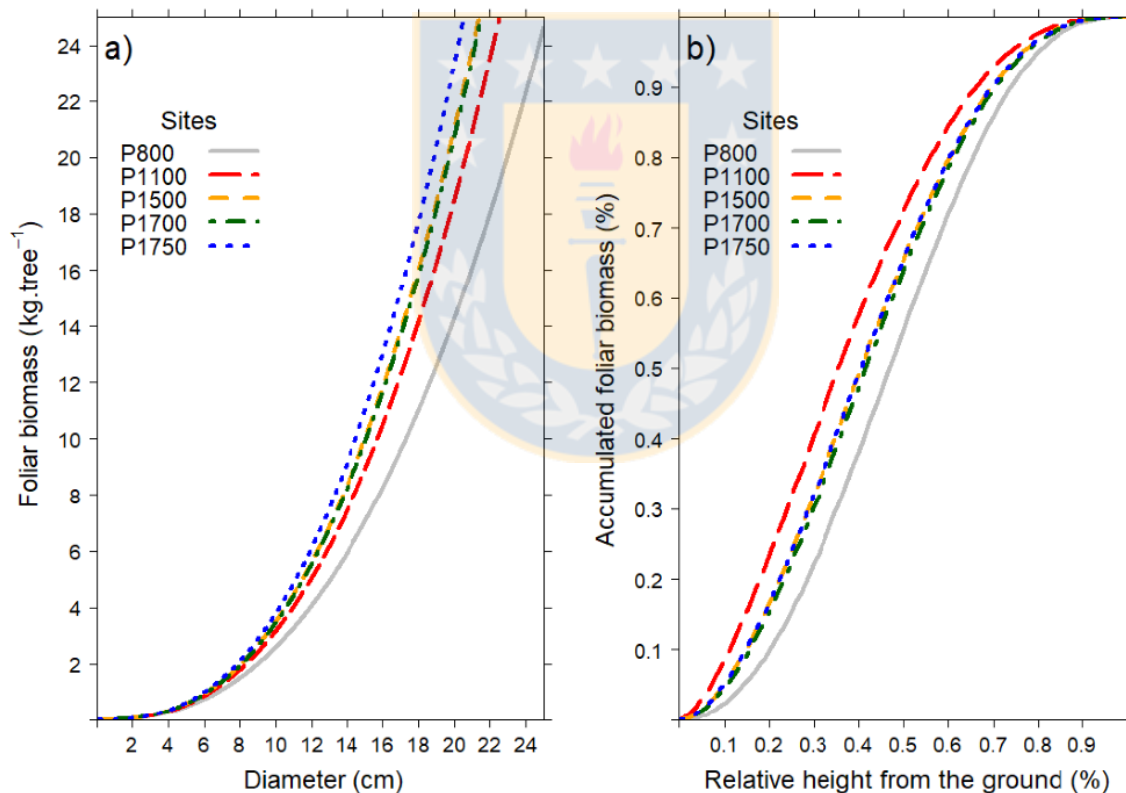 a)
24
22
20
18
16
14
12
10
8
6
4
2
Foliar biomass (kg.tree⁻¹)
Sites
P800
P1100
P1500
P1700
P1750
2 4 6 8 10 12 14 16 18 20 22 24
Diameter (cm)
b)
0.9
0.8
0.7
0.6
0.5
0.4
0.3
0.2
0.1
Accumulated foliar biomass (%)
Sites
P800
P1100
P1500
P1700
P1750
0.1 0.2 0.3 0.4 0.5 0.6 0.7 0.8 0.9
Relative height from the ground (%)